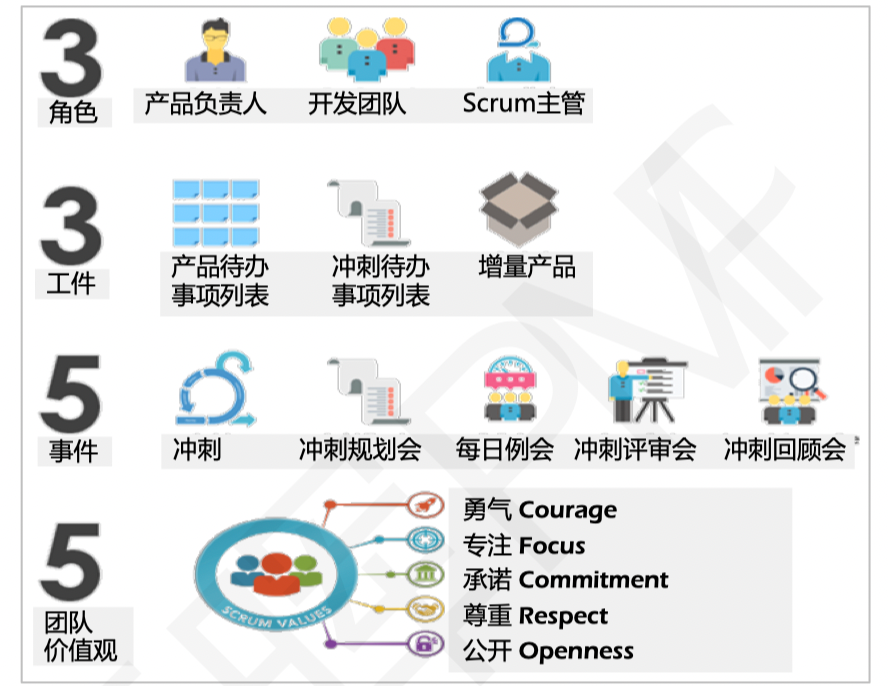 3
角色
产品负责人 开发团队 Scrum主管
3
工件
产品待办 冲刺待办 增量产品
事项列表 事项列表
5
事件
冲刺 冲刺规划会 每日例会 冲刺评审会 冲刺回顾会
5
团队
价值观
SCRUM VALUES
勇气 Courage
专注 Focus
承诺 Commitment
尊重 Respect
公开 Openness